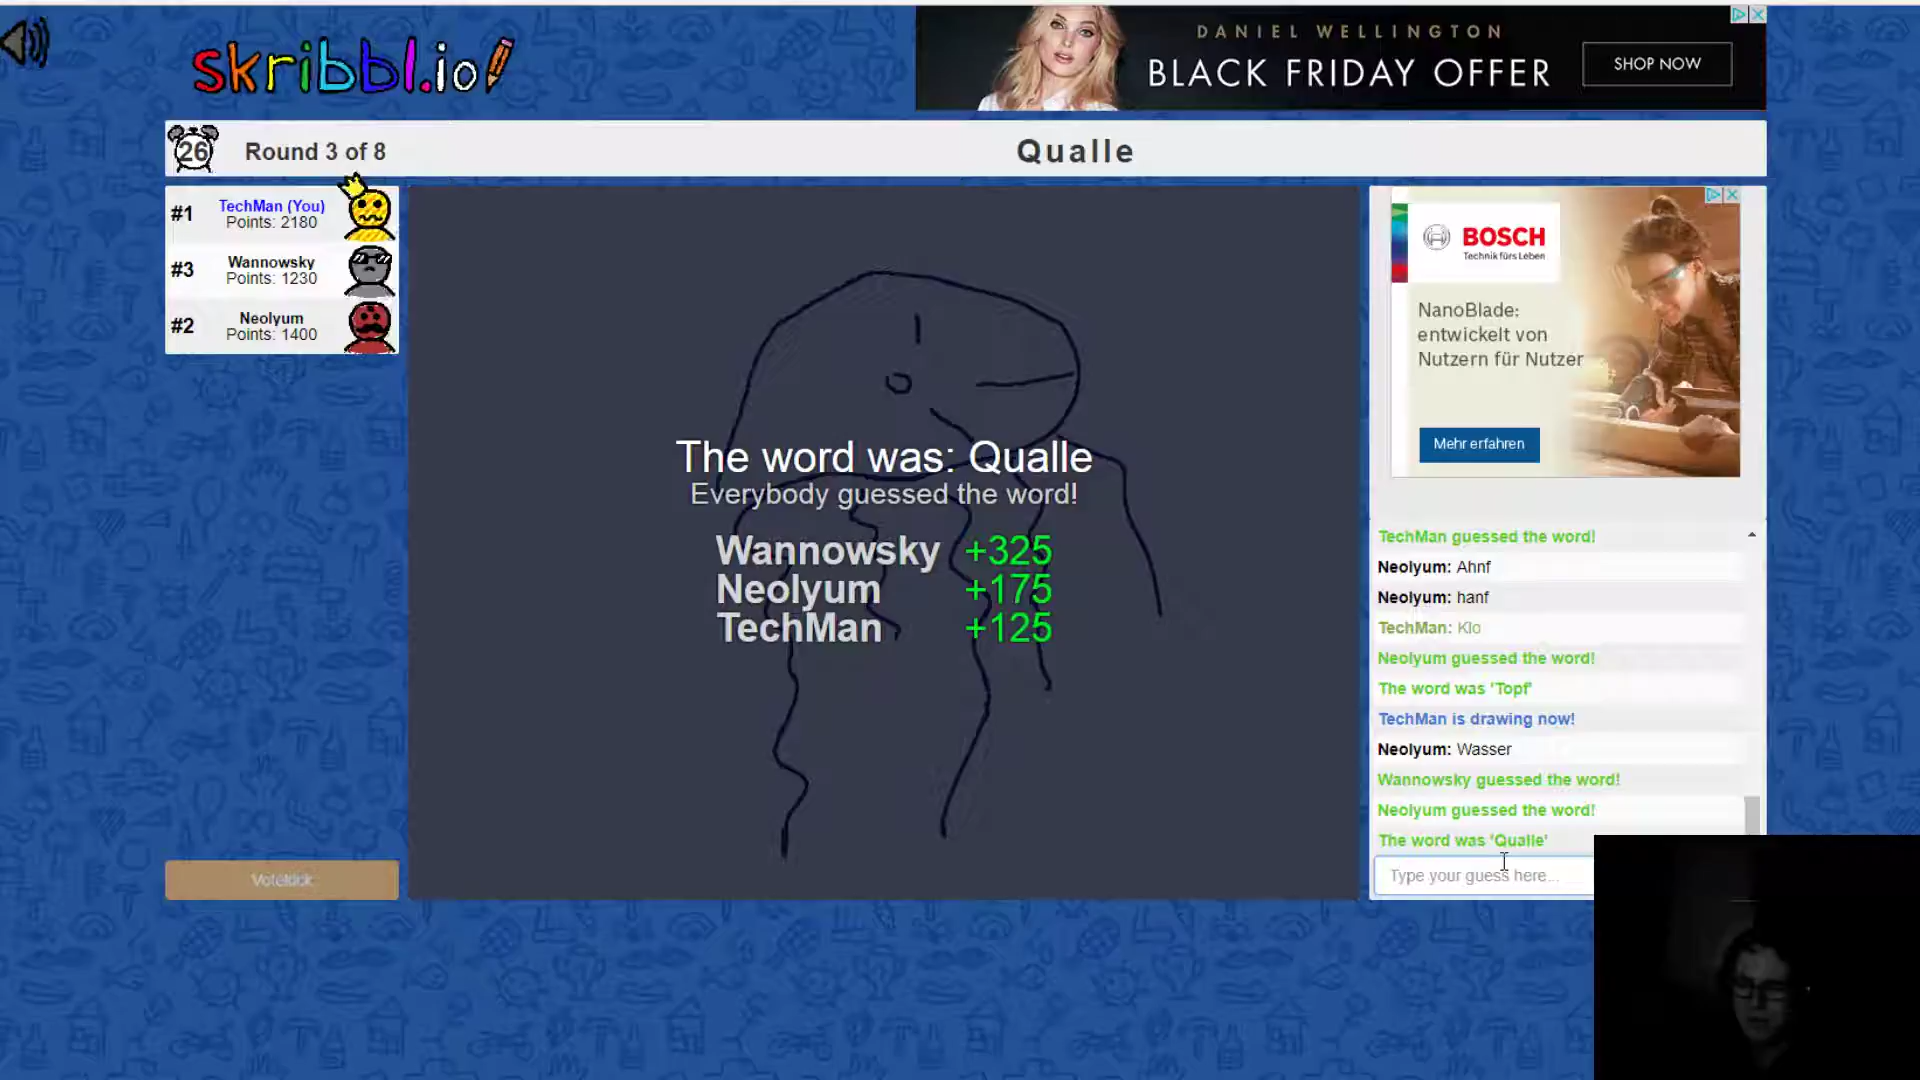 skribbl.io
DANIEL WELLINGTON
BLACK FRIDAY OFFER
SHOP NOW
26
Round 3 of 8
Qualle
#1
TechMan (You)
Points: 2180
#3
Wannowsky
Points: 1230
#2
Neolyum
Points: 1400
Votekick
The word was: Qualle
Everybody guessed the word!
Wannowsky +325
Neolyum +175
TechMan +125
BOSCH
Technik fürs Leben
NanoBlade:
entwickelt von
Nutzern für Nutzer
Mehr erfahren
TechMan guessed the word!
Neolyum: Ahnf
Neolyum: hanf
TechMan: Klo
Neolyum guessed the word!
The word was 'Topf'
TechMan is drawing now!
Neolyum: Wasser
Wannowsky guessed the word!
Neolyum guessed the word!
The word was 'Qualle'
Type your guess here...